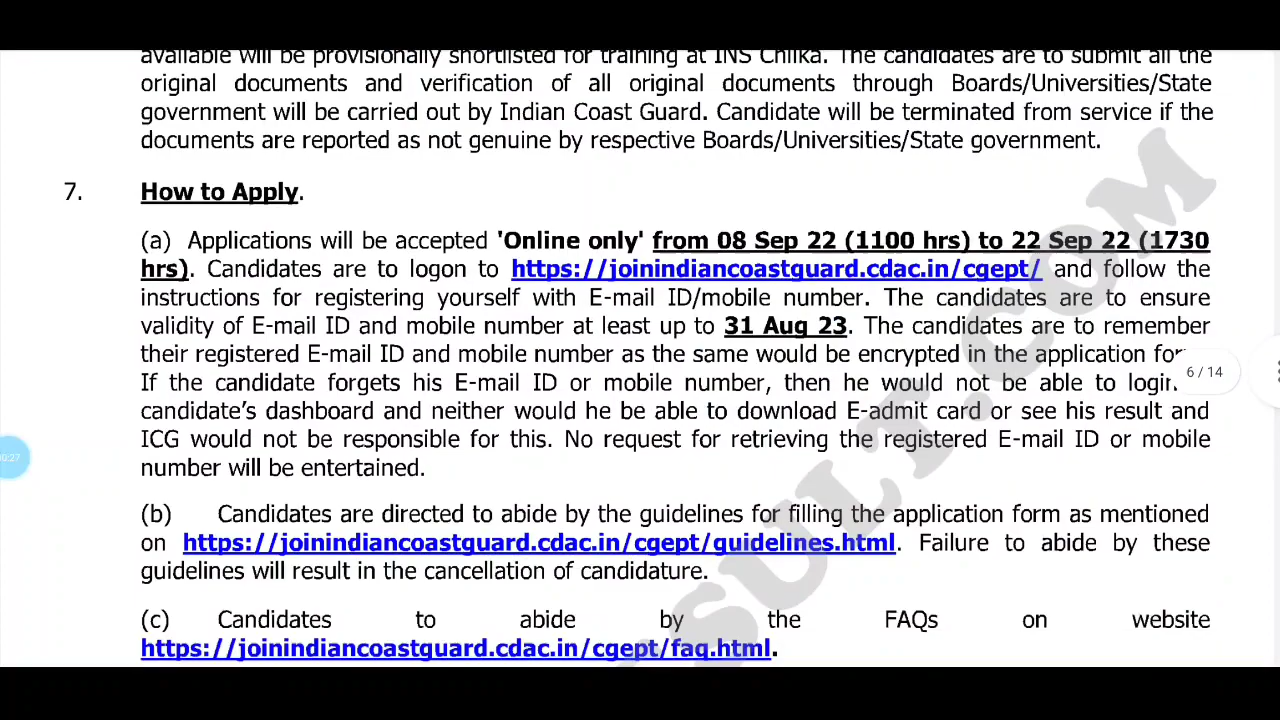 available will be provisionally shortlisted for training at INS Chilka. The candidates are to submit all the
original documents and verification of all original documents through Boards/Universities/State
government will be carried out by Indian Coast Guard. Candidate will be terminated from service if the
documents are reported as not genuine by respective Boards/Universities/State government.
7. How to Apply.
(a) Applications will be accepted 'Online only' from 08 Sep 22 (1100 hrs) to 22 Sep 22 (1730
hrs). Candidates are to logon to https://joinindiancoastguard.cdac.in/cgept/ and follow the
instructions for registering yourself with E-mail ID/mobile number. The candidates are to ensure
validity of E-mail ID and mobile number at least up to 31 Aug 23. The candidates are to remember
their registered E-mail ID and mobile number as the same would be encrypted in the application
If the candidate forgets his E-mail ID or mobile number, then he would not be able to login
6/14
candidate's dashboard and neither would he be able to download E-admit card or see his result and
ICG would not be responsible for this. No request for retrieving the registered E-mail ID or mobile
00:27
number will be entertained.
(b) Candidates are directed to abide by the guidelines for filling the application form as mentioned
on https://joinindiancoastguard.cdac.in/cgept/guidelines.html. Failure to abide by these
guidelines will result in the cancellation of candidature.
(c) Candidates to abide by the FAQs on website
https://joinindiancoastguard.cdac.in/cgept/faq.html.
SULT.COM